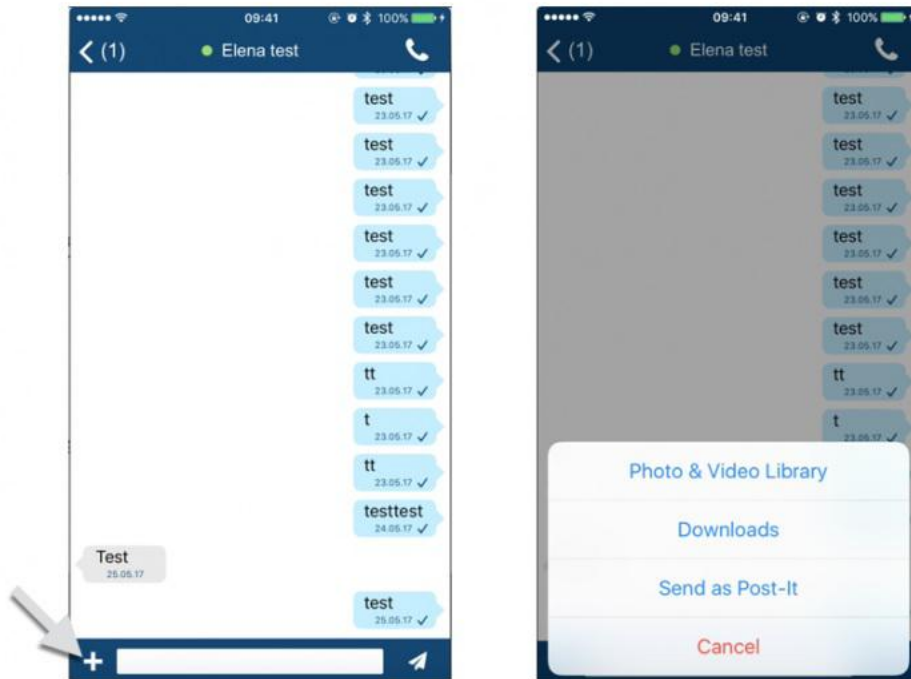 09:41 100%
(1) Elena test
test
23.05.17
test
23.05.17
test
23.05.17
test
23.05.17
test
23.05.17
test
23.05.17
tt
23.05.17
t
23.05.17
tt
23.05.17
testtest
24.05.17
Test
25.05.17
test
25.05.17
09:41 100%
(1) Elena test
test
23.05.17
test
23.05.17
test
23.05.17
test
23.05.17
test
23.05.17
test
23.05.17
tt
23.05.17
t
23.05.17
Photo & Video Library
Downloads
Send as Post-It
Cancel